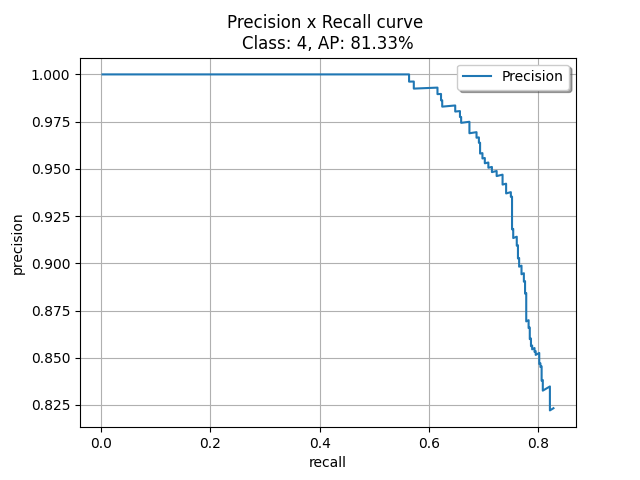 Precision x Recall curve
Class: 4, AP: 81.33%
Precision
1.000
0.975
0.950
0.925
0.900
0.875
0.850
0.825
precision
0.0 0.2 0.4 0.6 0.8
recall